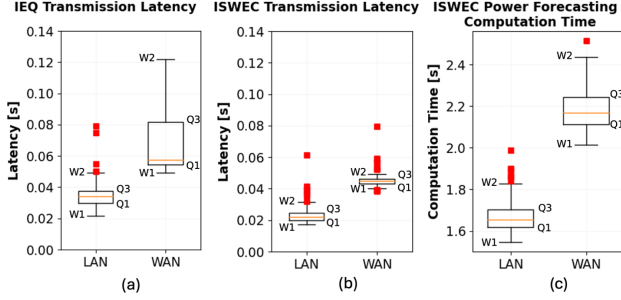 IEQ Transmission Latency
Latency [s]
0.14
0.12
0.10
0.08
0.06
0.04
0.02
0.00
W2
Q3
Q1
W1
W2
Q3
Q1
W1
LAN
WAN
(a)
ISWEC Transmission Latency
Latency [s]
0.14
0.12
0.10
0.08
0.06
0.04
0.02
0.00
W2
Q3
Q1
W1
W2
Q3
Q1
W1
LAN
WAN
(b)
ISWEC Power Forecasting
Computation Time
Computation Time [s]
2.4
2.2
2.0
1.8
1.6
W2
Q3
Q1
W1
W2
Q3
Q1
W1
LAN
WAN
(c)